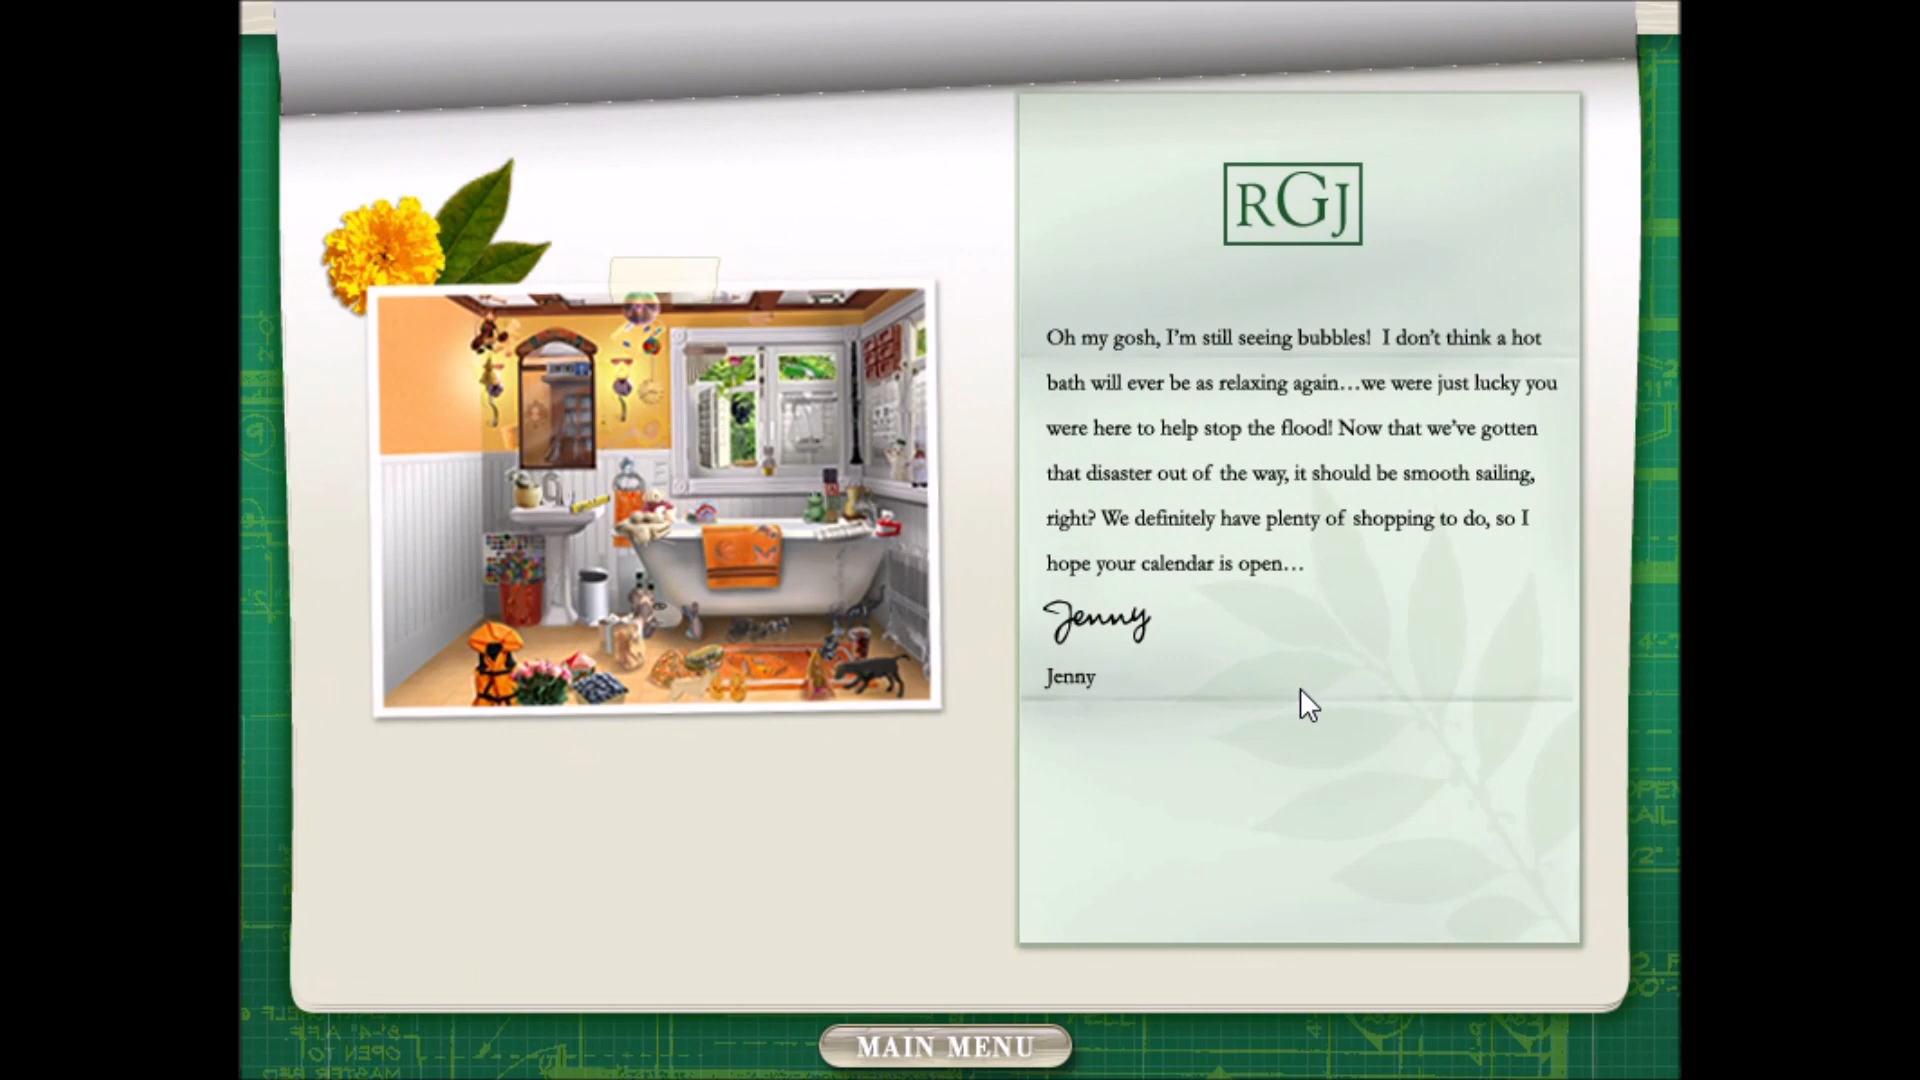 RGJ
Oh my gosh, I'm still seeing bubbles!  I don't think a hot
bath will ever be as relaxing again...we were just lucky you
were here to help stop the flood! Now that we've gotten
that disaster out of the way, it should be smooth sailing,
right? We definitely have plenty of shopping to do, so I
hope your calendar is open...
Jenny
Jenny
MAIN MENU